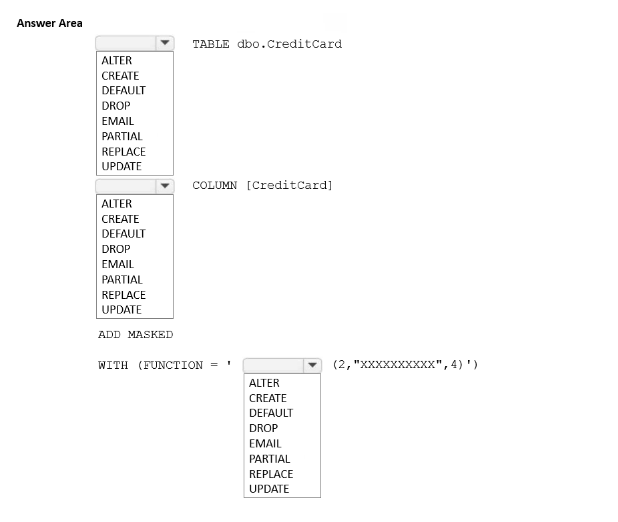 Answer Area
TABLE dbo.CreditCard
ALTER
CREATE
DEFAULT
DROP
EMAIL
PARTIAL
REPLACE
UPDATE
COLUMN [CreditCard]
ALTER
CREATE
DEFAULT
DROP
EMAIL
PARTIAL
REPLACE
UPDATE
ADD MASKED
WITH (FUNCTION = ' (2,"XXXXXXXXXX",4)')
ALTER
CREATE
DEFAULT
DROP
EMAIL
PARTIAL
REPLACE
UPDATE